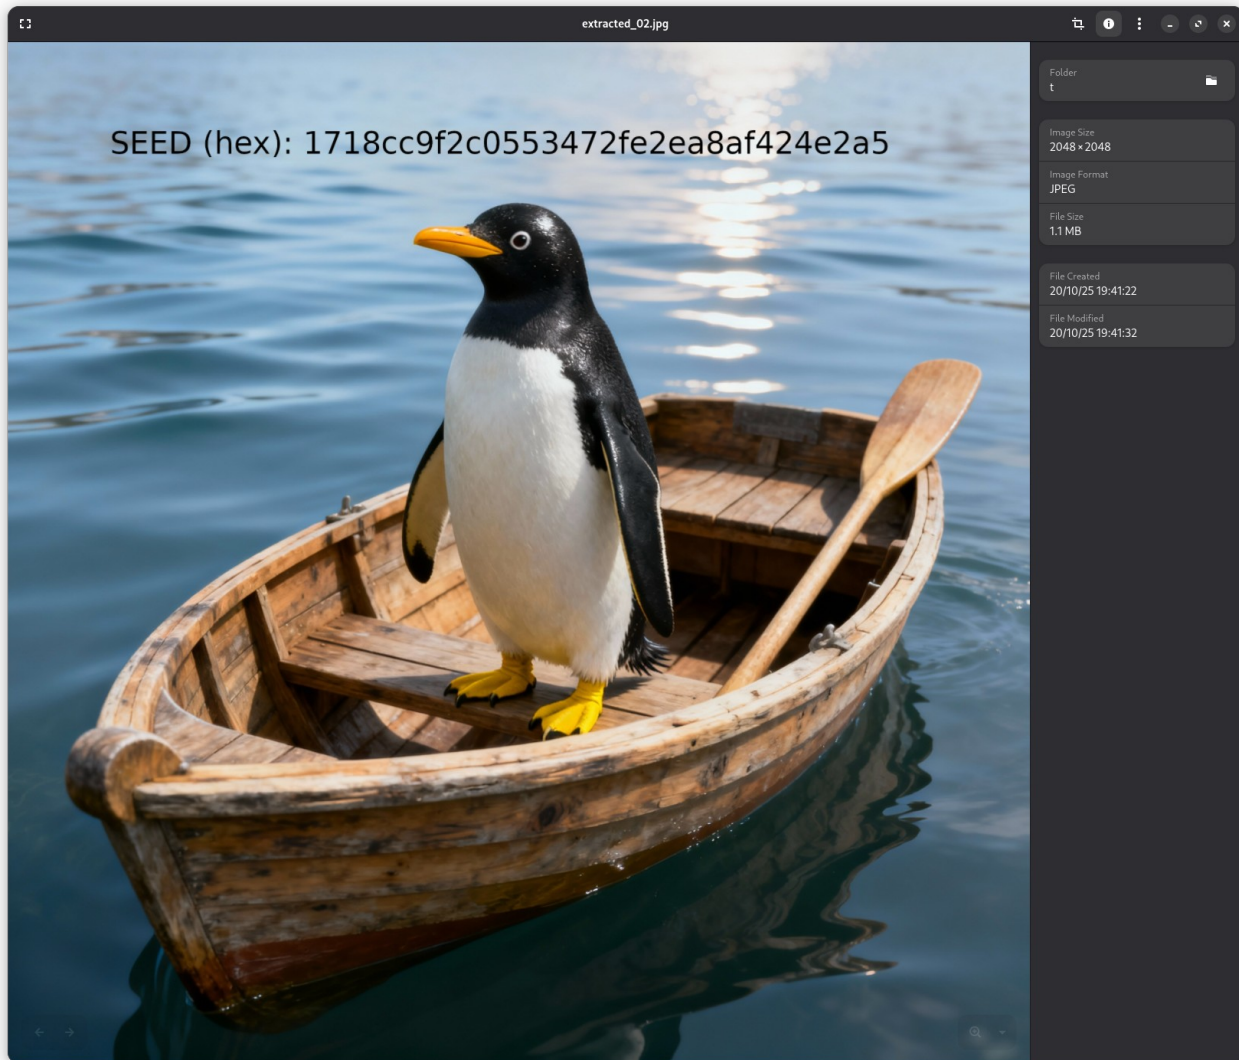 extracted_02.jpg
SEED (hex): 1718cc9f2c0553472fe2ea8af424e2a5
Folder
t
Image Size
2048 × 2048
Image Format
JPEG
File Size
1.1 MB
File Created
20/10/25 19:41:22
File Modified
20/10/25 19:41:32